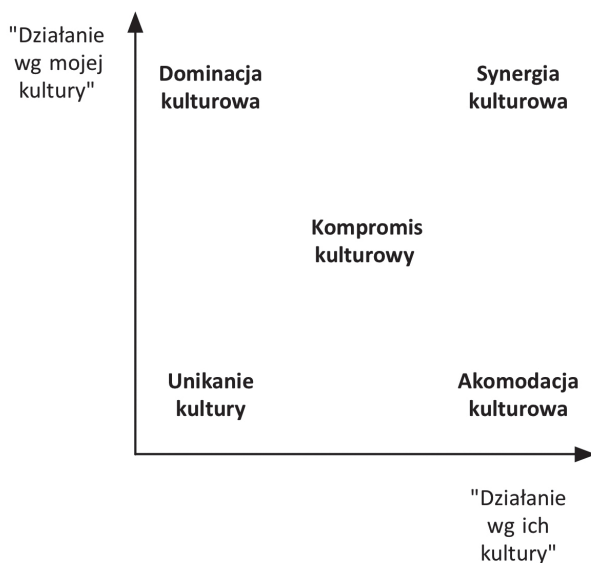 "Działanie
wg mojej
kultury"
Dominacja
kulturowa
Synergia
kulturowa
Kompromis
kulturowy
Unikanie
kultury
Akomodacja
kulturowa
"Działanie
wg ich
kultury"